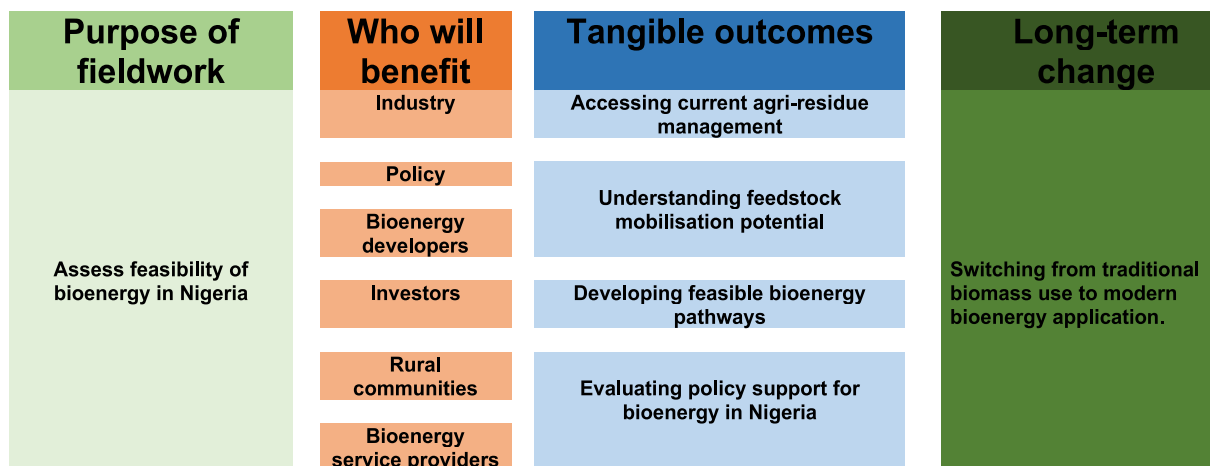 Purpose of
fieldwork
Assess feasibility of
bioenergy in Nigeria
Who will
benefit
Industry
Policy
Bioenergy
developers
Investors
Rural
communities
Bioenergy
service providers
Tangible outcomes
Accessing current agri-residue
management
Understanding feedstock
mobilisation potential
Developing feasible bioenergy
pathways
Evaluating policy support for
bioenergy in Nigeria
Long-term
change
Switching from traditional
biomass use to modern
bioenergy application.